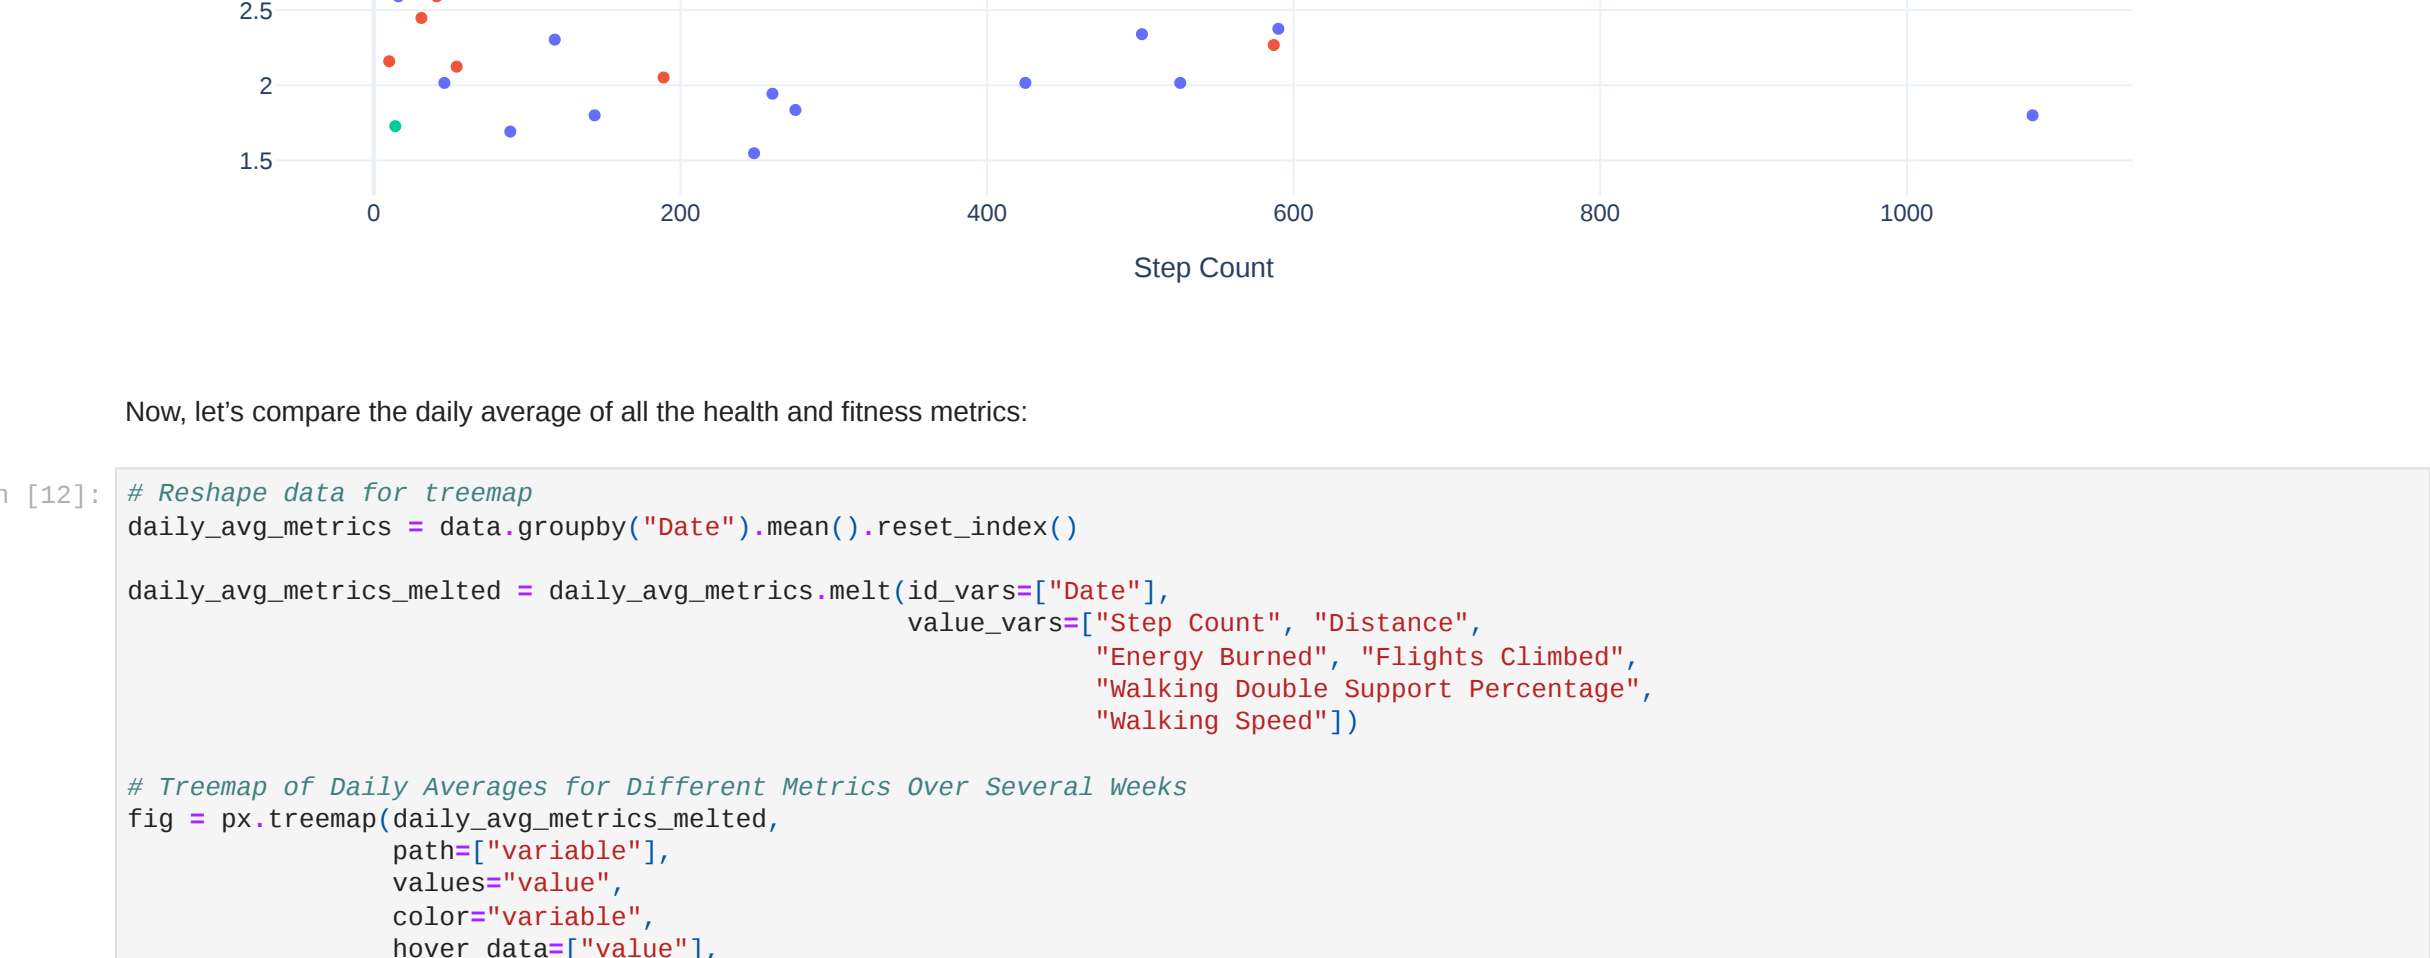 2.5
2
1.5
0 200 400 600 800 1000
Step Count
Now, let’s compare the daily average of all the health and fitness metrics:
n [12]:
# Reshape data for treemap
daily_avg_metrics = data.groupby("Date").mean().reset_index()
daily_avg_metrics_melted = daily_avg_metrics.melt(id_vars=["Date"],
value_vars=["Step Count", "Distance",
"Energy Burned", "Flights Climbed",
"Walking Double Support Percentage",
"Walking Speed"])
# Treemap of Daily Averages for Different Metrics Over Several Weeks
fig = px.treemap(daily_avg_metrics_melted,
path=["variable"],
values="value",
color="variable",
hover_data=["value"],